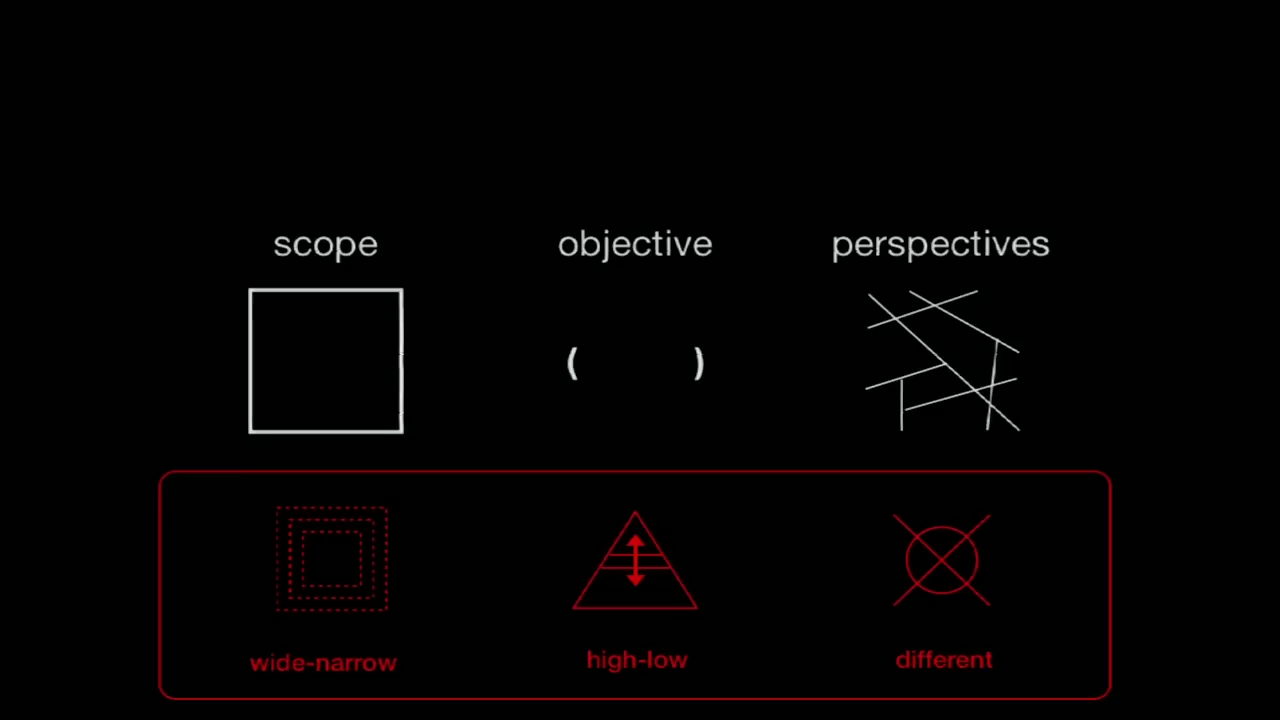 scope objective perspectives
( )
wide-narrow high-low different